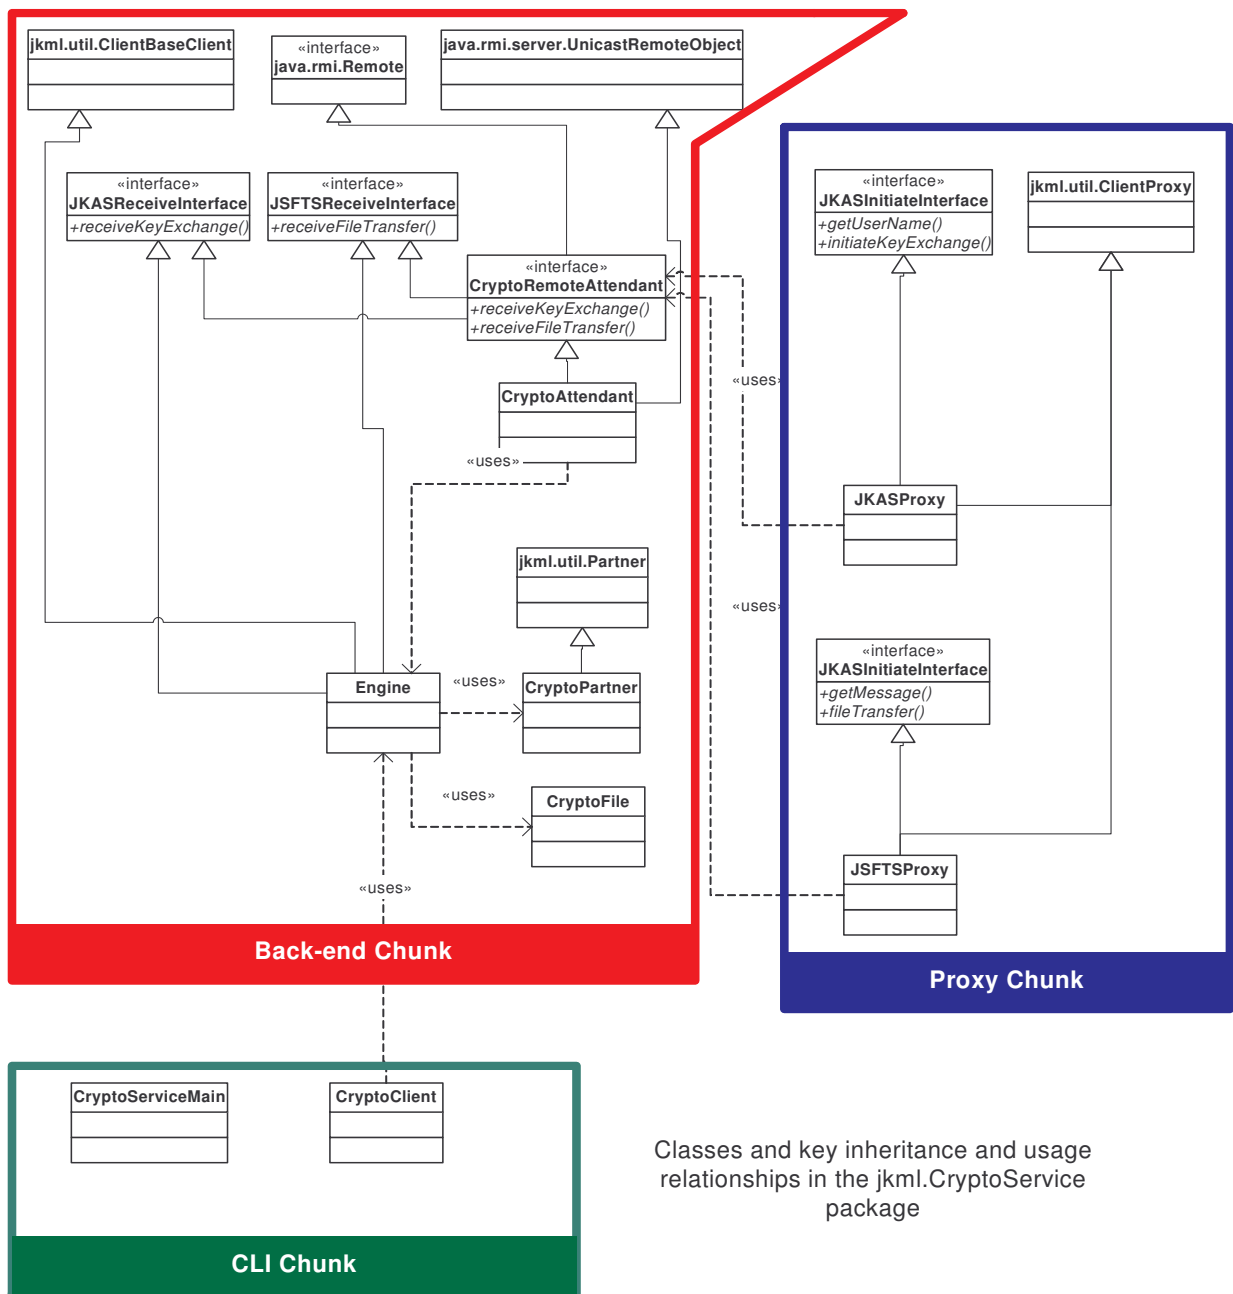 jkml.util.ClientBaseClient
«interface»
java.rmi.Remote
java.rmi.server.UnicastRemoteObject
«interface»
JKASReceiveInterface
+receiveKeyExchange()
«interface»
JSFTSReceiveInterface
+receiveFileTransfer()
«interface»
CryptoRemoteAttendant
+receiveKeyExchange()
+receiveFileTransfer()
CryptoAttendant
«uses»
jkml.util.Partner
Engine
«uses»
CryptoPartner
«uses»
CryptoFile
«uses»
Back-end Chunk
«uses»
«uses»
«interface»
JKASInitiateInterface
+getUserName()
+initiateKeyExchange()
jkml.util.ClientProxy
JKASProxy
«interface»
JKASInitiateInterface
+getMessage()
+fileTransfer()
JSFTSProxy
Proxy Chunk
CryptoServiceMain
CryptoClient
CLI Chunk
Classes and key inheritance and usage
relationships in the jkml.CryptoService
package